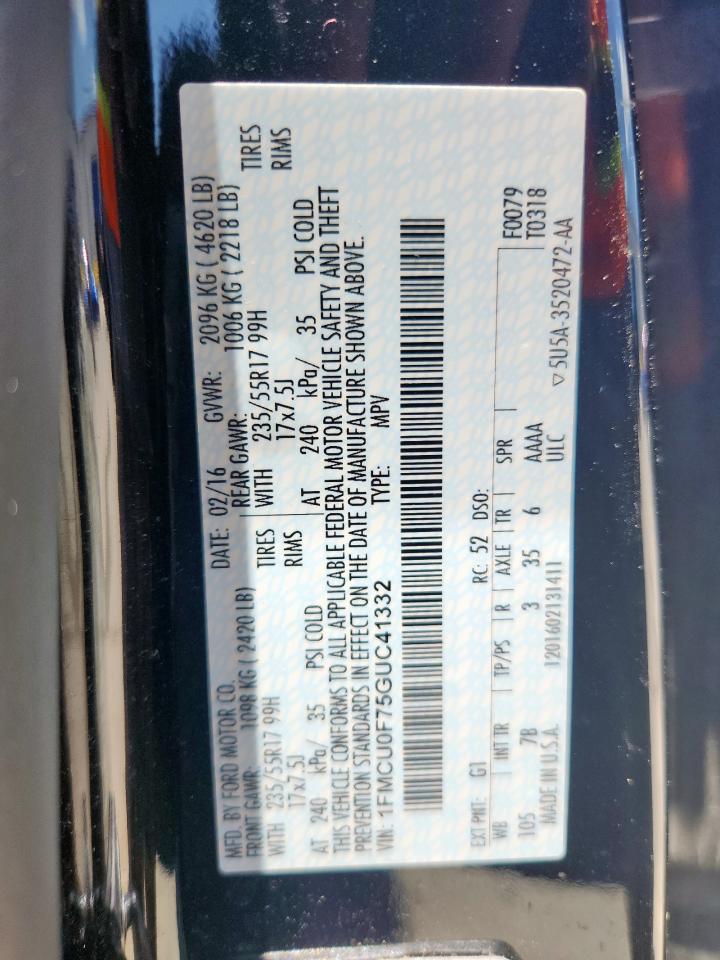 MFD. BY FORD MOTOR CO.
DATE: 02/16 GVWR: 2096 KG ( 4620 LB)
FRONT GAWR: 1098 KG ( 2420 LB) REAR GAWR: 1006 KG ( 2218 LB)
WITH 235/55R17 99H TIRES WITH 235/55R17 99H TIRES
17x7.5J RIMS 17x7.5J RIMS
AT 240 kPa/ 35 PSI COLD AT 240 kPa/ 35 PSI COLD
THIS VEHICLE CONFORMS TO ALL APPLICABLE FEDERAL MOTOR VEHICLE SAFETY AND THEFT
PREVENTION STANDARDS IN EFFECT ON THE DATE OF MANUFACTURE SHOWN ABOVE.
VIN: 1FMCU0F75GUC41332 TYPE: MPV
EXT PNT: G1 RC: 52 DSO:
WB INT TR TP/PS R AXLE TR SPR F0079
105 7B 3 35 6 AAAA T0318
MADE IN U.S.A. 1201602131411 ULC ▽5U5A-3520472-AA